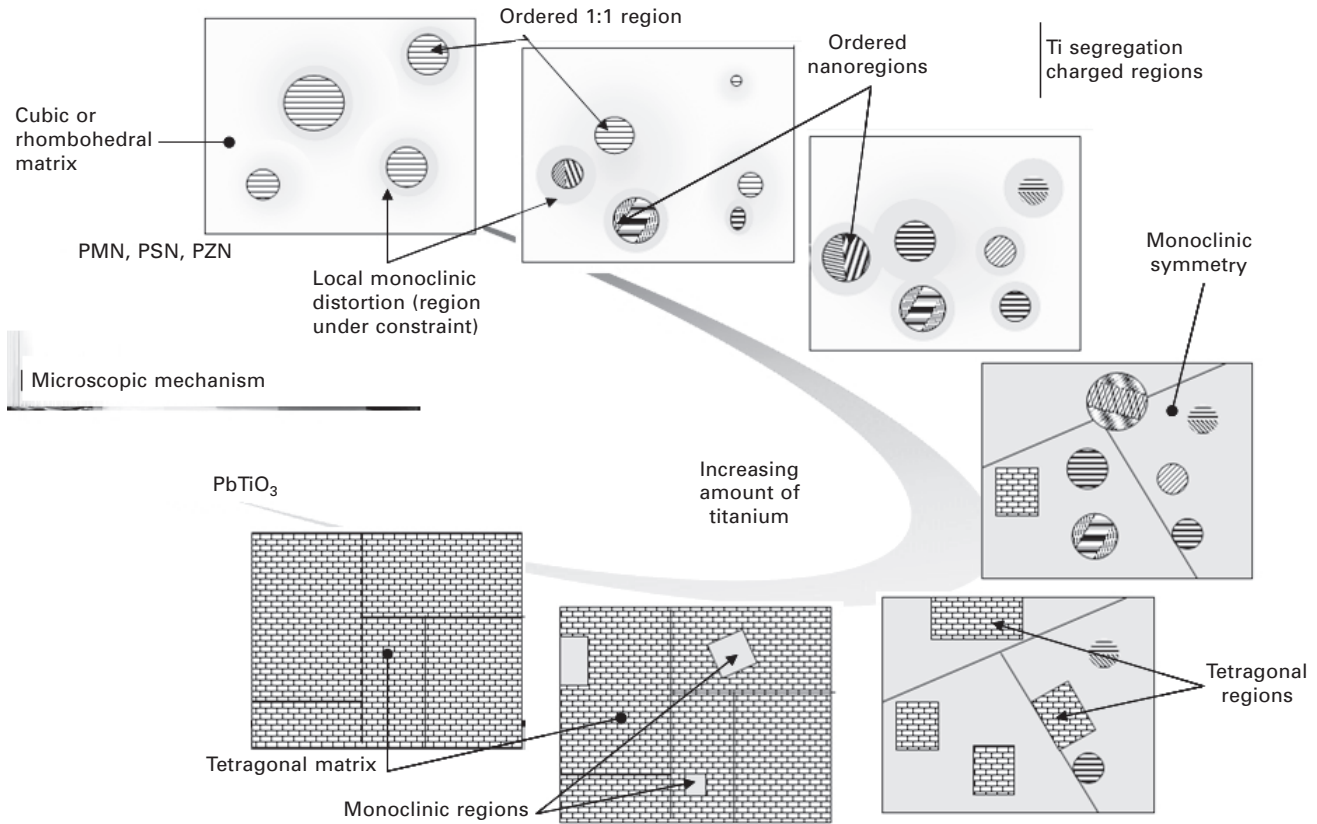 Ordered 1:1 region
Ordered
nanoregions
Ti segregation
charged regions
Cubic or
rhombohedral
matrix
PMN, PSN, PZN
Local monoclinic
distortion (region
under constraint)
Monoclinic
symmetry
Microscopic mechanism
Increasing
amount of
titanium
PbTiO₃
Tetragonal
regions
Tetragonal matrix
Monoclinic regions